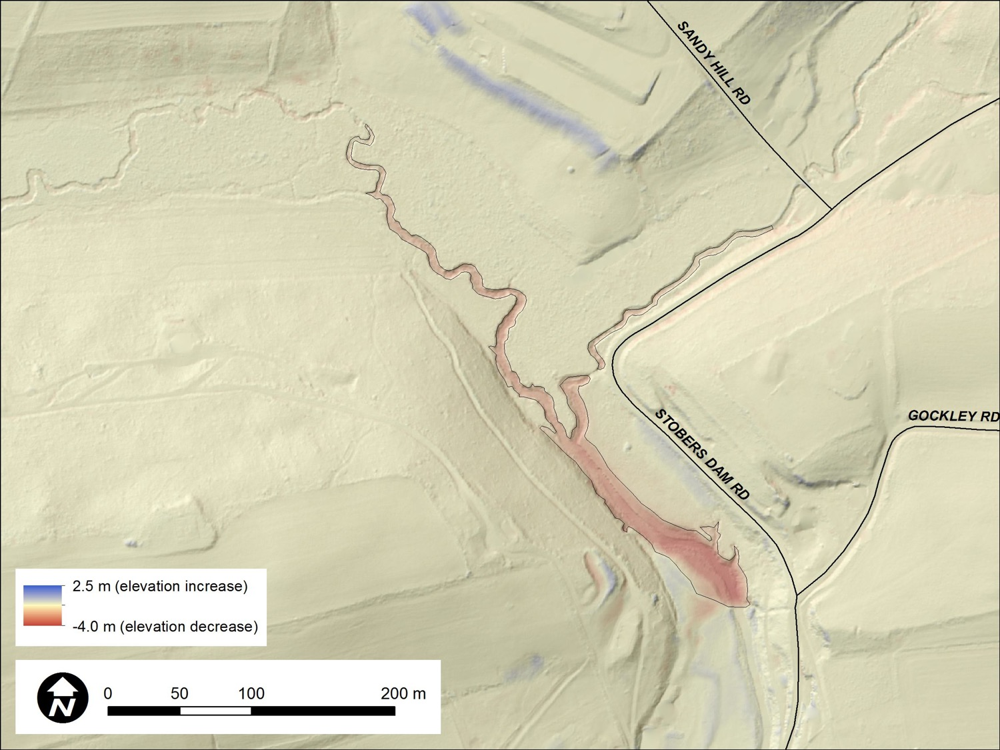 SANDY HILL RD
GOCKLEY RD
STOBERS DAM RD
2.5 m (elevation increase)
-4.0 m (elevation decrease)
N
0 50 100 200 m